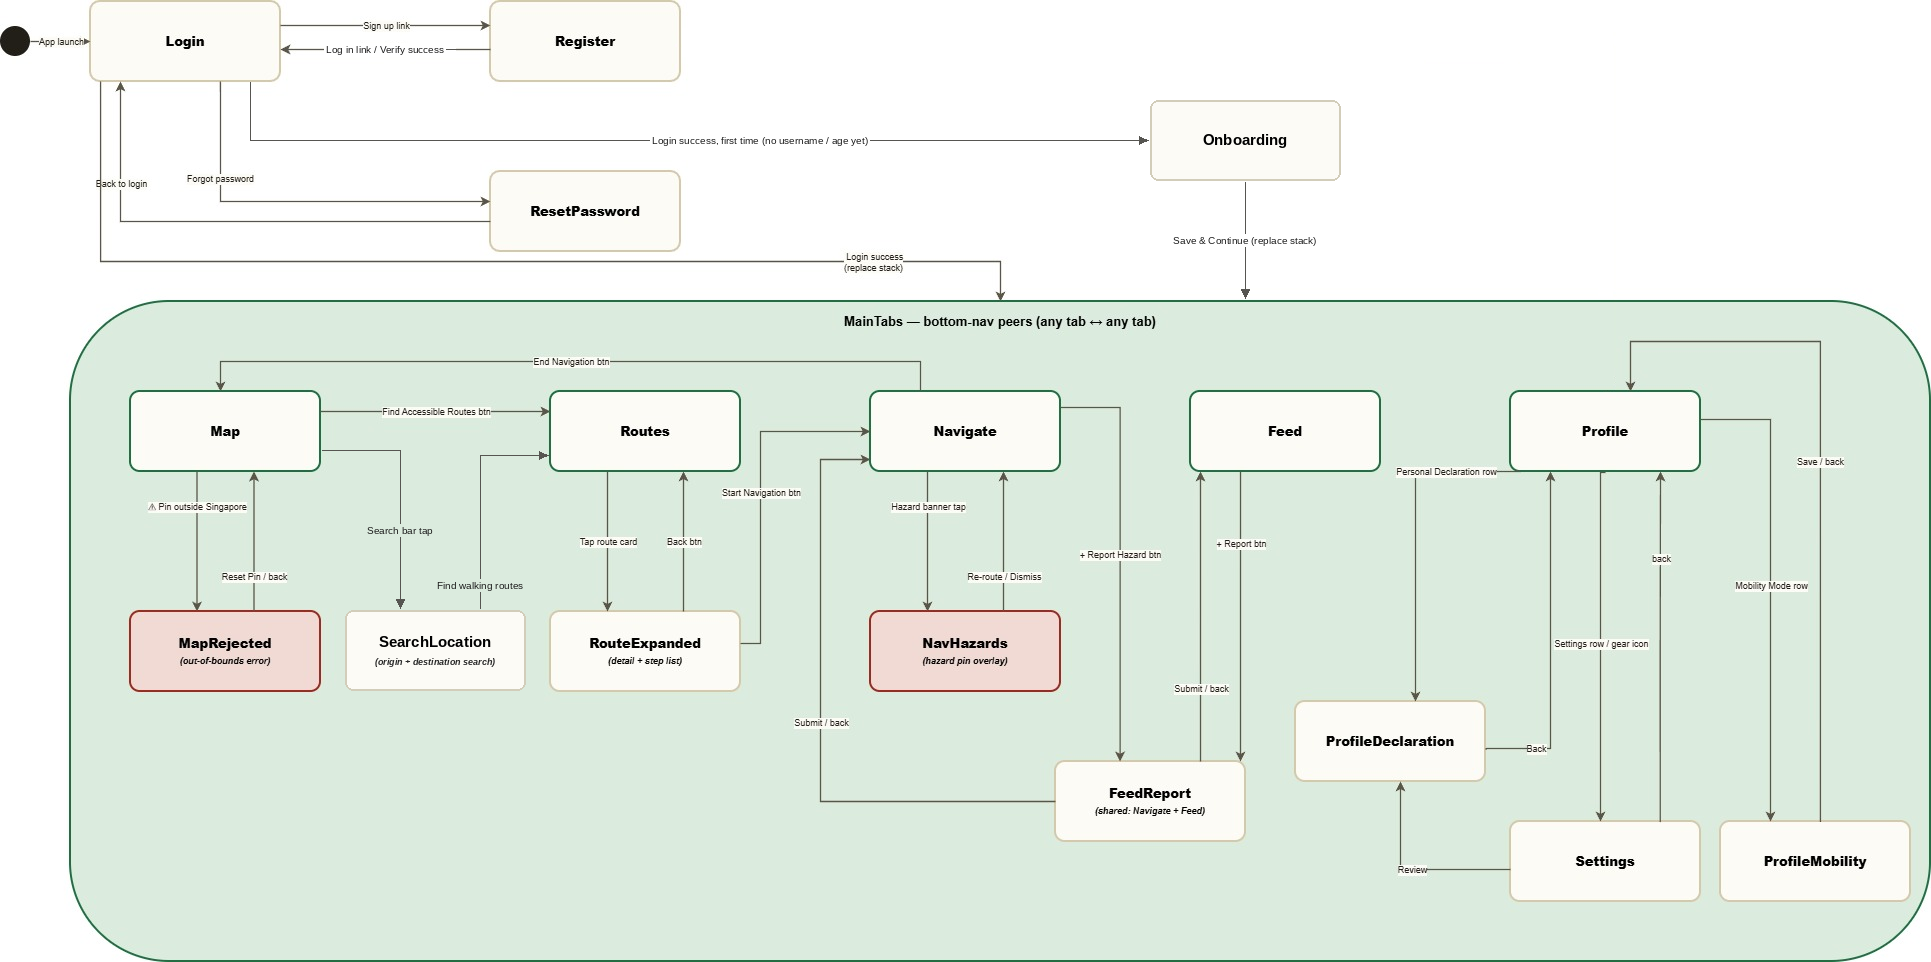 App launch
Login
Sign up link
Log in link / Verify success
Register
Login success, first time (no username / age yet)
Onboarding
Back to login
Forgot password
ResetPassword
Save & Continue (replace stack)
Login success
(replace stack)
MainTabs — bottom-nav peers (any tab ↔ any tab)
End Navigation btn
Map
Find Accessible Routes btn
Routes
Navigate
Feed
Profile
Save / back
Personal Declaration row
Start Navigation btn
⚠ Pin outside Singapore
Hazard banner tap
Search bar tap
Tap route card
Back btn
+ Report Hazard btn
+ Report btn
back
Reset Pin / back
Find walking routes
Re-route / Dismiss
Mobility Mode row
MapRejected
(out-of-bounds error)
SearchLocation
(origin + destination search)
RouteExpanded
(detail + step list)
NavHazards
(hazard pin overlay)
Settings row / gear icon
Submit / back
Submit / back
ProfileDeclaration
Back
FeedReport
(shared: Navigate + Feed)
Review
Settings
ProfileMobility